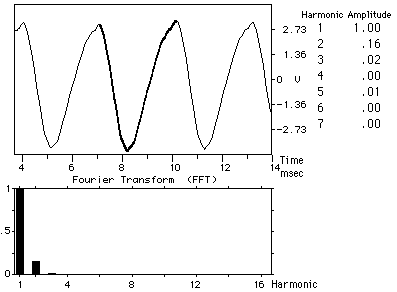 Harmonic Amplitude
1 1.00
2 .16
3 .02
4 .00
5 .01
6 .00
7 .00
2.73
1.36
0 V
-1.36
-2.73
4 6 8 10 12 14 Time
msec
Fourier Transform (FFT)
1
.5
0
1 4 8 12 16 Harmonic